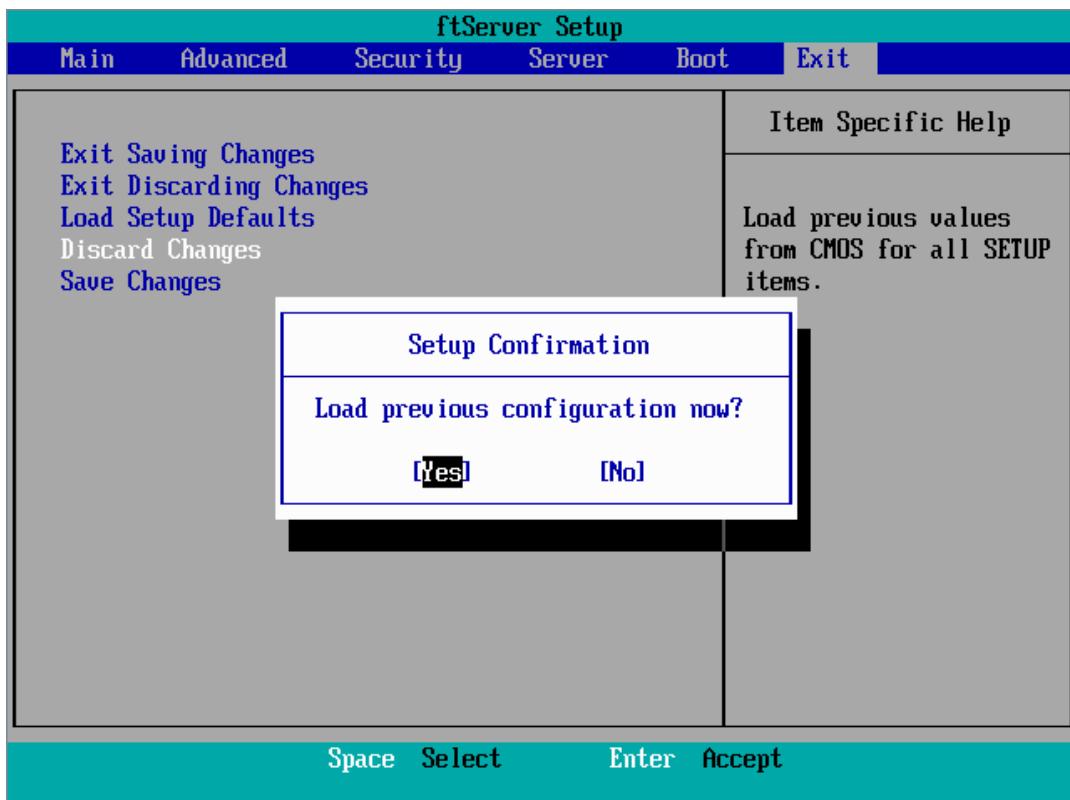 ftServer Setup
Main Advanced Security Server Boot Exit
Exit Saving Changes
Exit Discarding Changes
Load Setup Defaults
Discard Changes
Save Changes
Item Specific Help
Load previous values
from CMOS for all SETUP
items.
Setup Confirmation
Load previous configuration now?
[Yes] [No]
Space Select Enter Accept